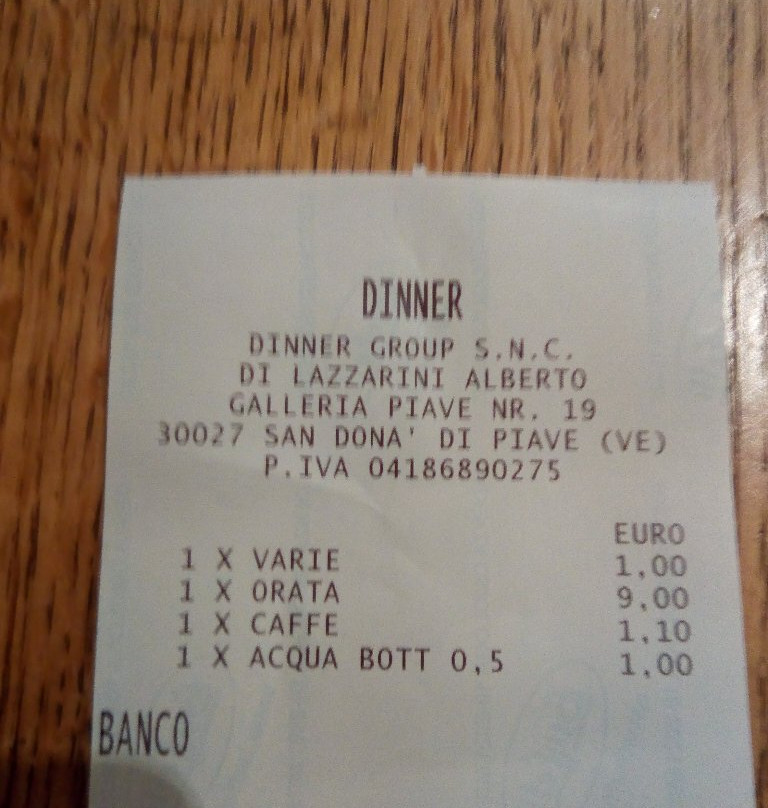 DINNER
DINNER GROUP S.N.C.
DI LAZZARINI ALBERTO
GALLERIA PIAVE NR. 19
30027 SAN DONA' DI PIAVE (VE)
P.IVA 04186890275
EURO
1 X VARIE 1,00
1 X ORATA 9,00
1 X CAFFE 1,10
1 X ACQUA BOTT 0,5 1,00
BANCO